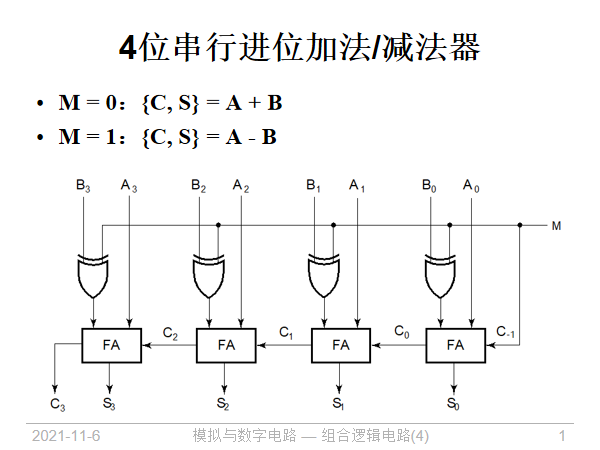 4位串行进位加法/减法器
• M = 0：{C, S} = A + B
• M = 1：{C, S} = A - B
B3 A3 B2 A2 B1 A1 B0 A0
M
FA C2 FA C1 FA C0 FA C-1
C3 S3 S2 S1 S0
2021-11-6 模拟与数字电路 — 组合逻辑电路(4) 1